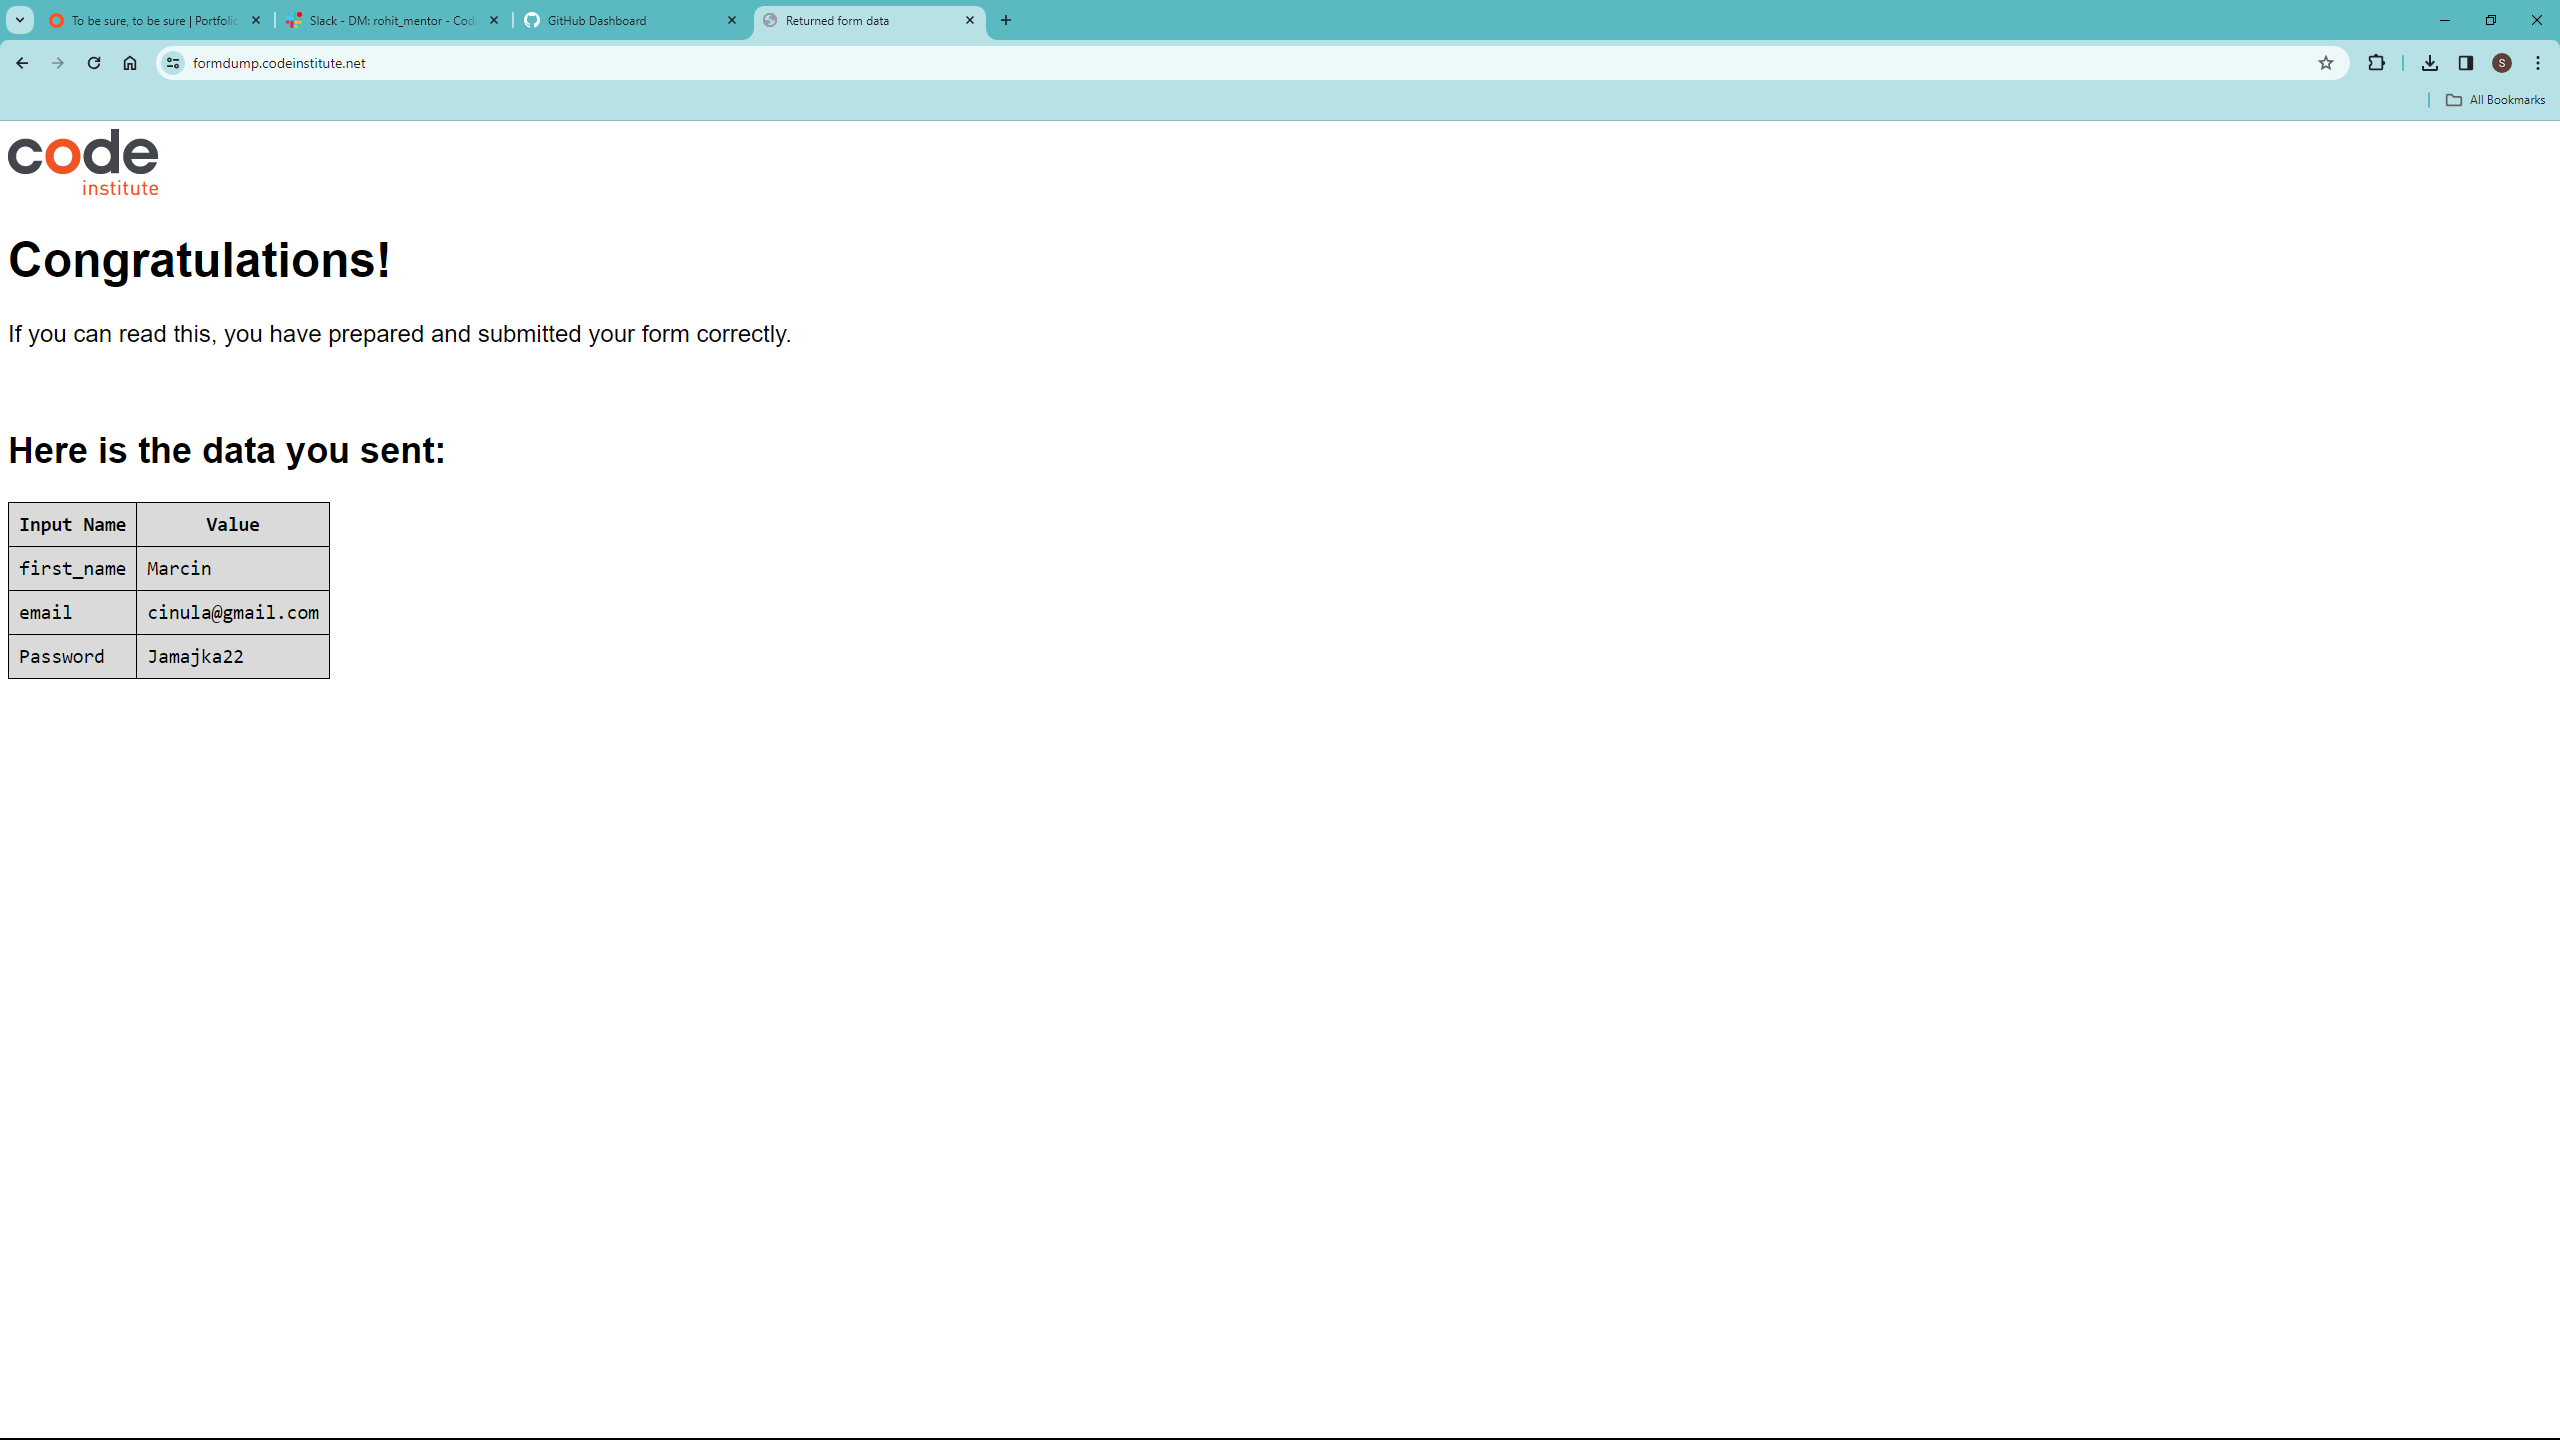 To be sure, to be sure | Portfolio
Slack - DM: rohit_mentor - Code
GitHub Dashboard
Returned form data
formdump.codeinstitute.net
S
All Bookmarks
code
institute
Congratulations!
If you can read this, you have prepared and submitted your form correctly.
Here is the data you sent:
Input Name Value
first_name Marcin
email cinula@gmail.com
Password Jamajka22